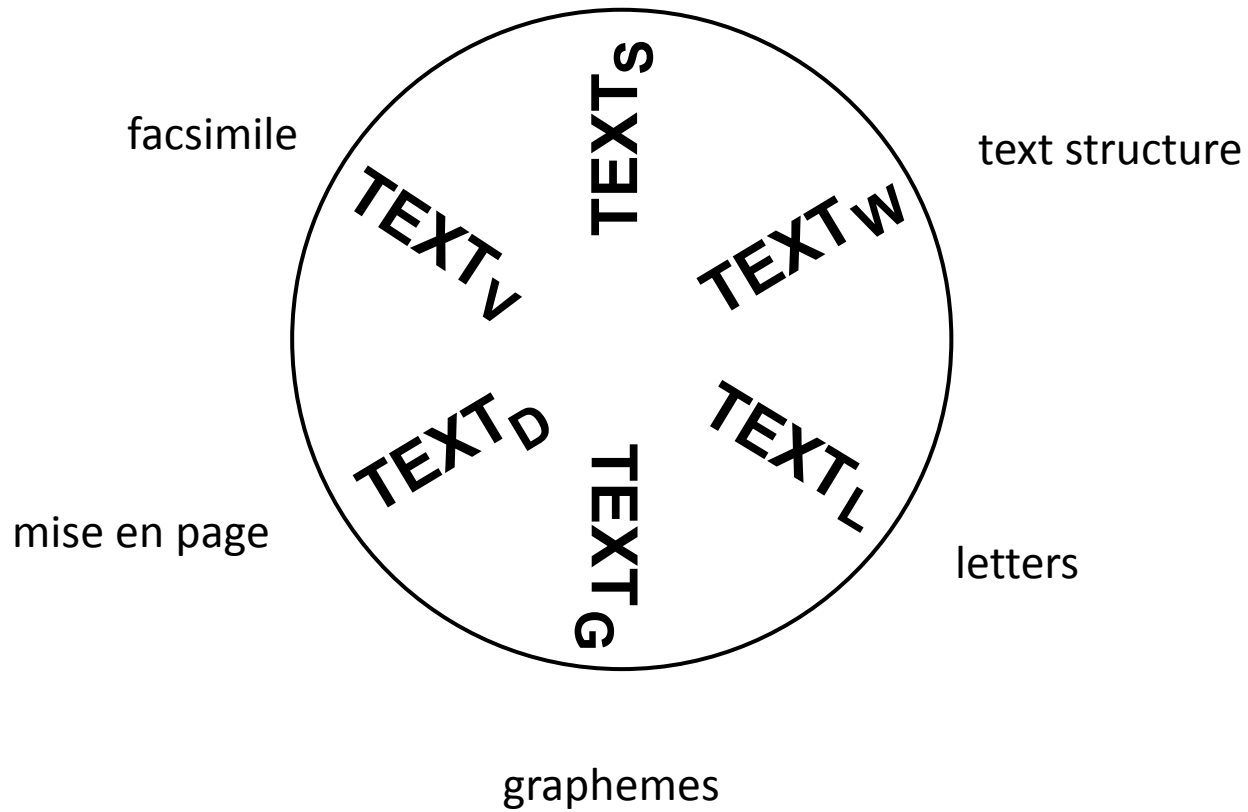 TEXTS
facsimile
text structure
TEXTV
TEXTW
TEXTD
TEXTL
mise en page
letters
TEXTG
graphemes